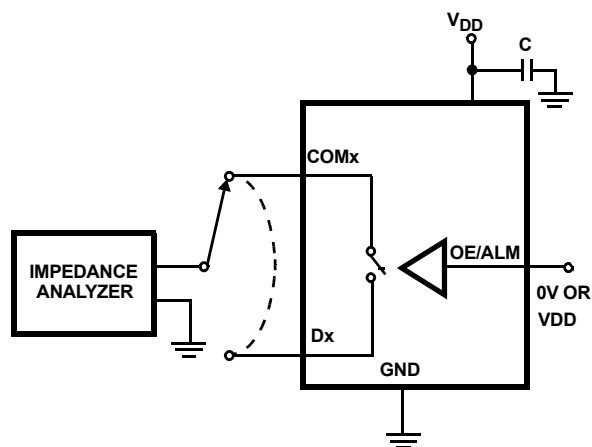 VDD
C
COMx
IMPEDANCE
ANALYZER
OE/ALM
0V OR
VDD
Dx
GND